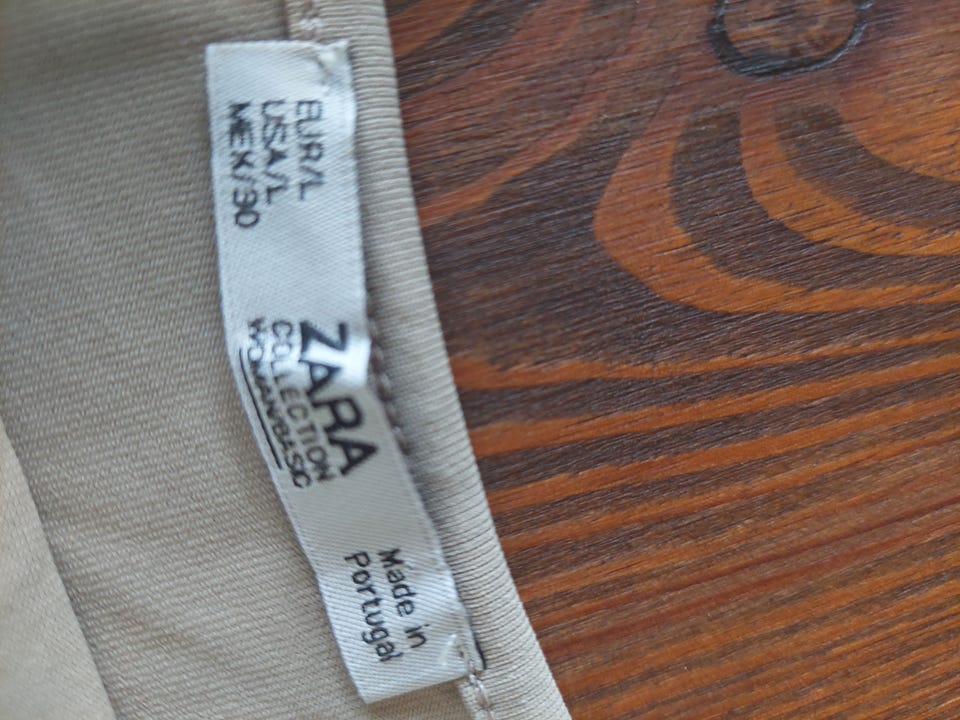 EUR/L
USA/L
MEX/30
ZARA
COLLECTION
WOMAN'BASIC
Made in
Portugal